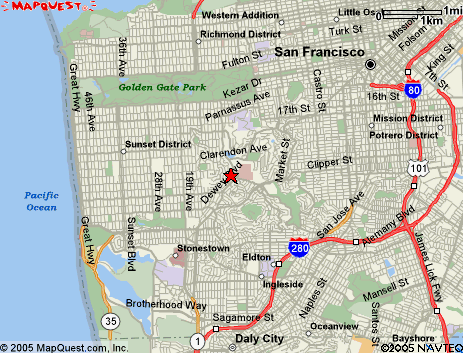 MAPQUEST
1mi
1km
Western Addition
Little Osa
Turk St
Mission St
Folsom
Richmond District
36th Ave
Fulton St
San Francisco
King St
7th St
Great Hwy
46th Ave
Golden Gate Park
Kezar Dr
Parnassus Ave
Castro St
16th St
80
17th St
Mission District
Potrero District
Sunset District
Clarendon Ave
Market St
Clipper St
101
Dewey Blvd
28th Ave
19th Ave
Pacific
Ocean
San Jose Ave
Alemany Blvd
Great Hwy
Sunset Blvd
Stonestown
280
Eldton
Ingleside
James Lick Fwy
Mansell St
Naples St
Brotherhood Way
Santos St
35
Sagamore St
Oceanview
1
Daly City
Bayshore
© 2005 MapQuest.com, Inc.
©2005 NAVTEQ